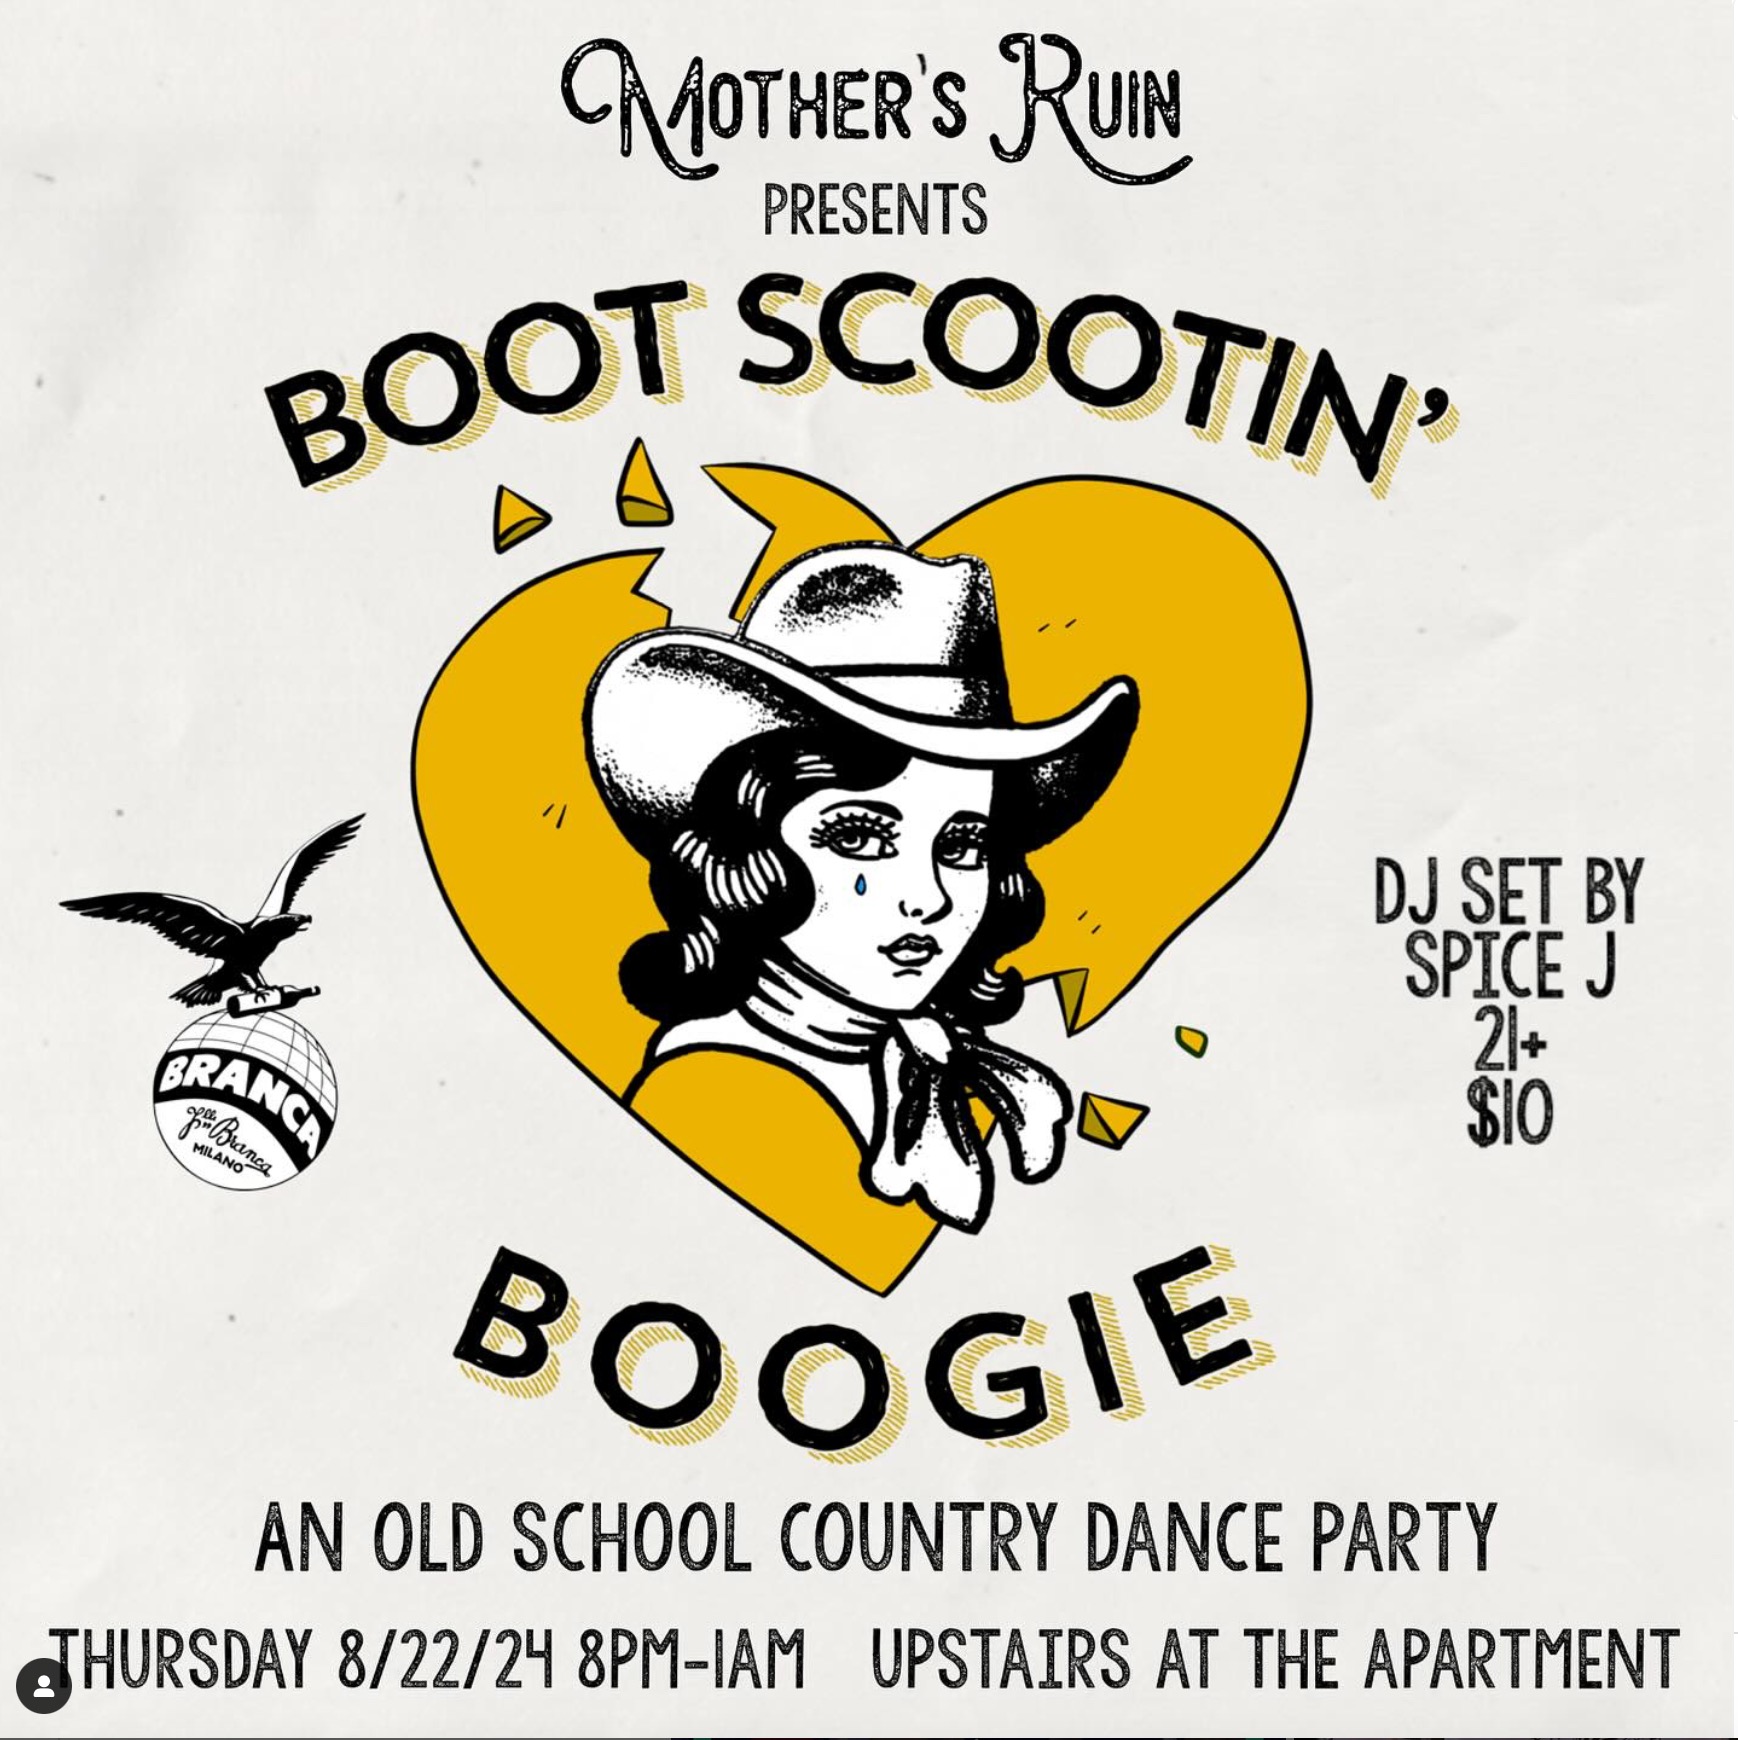 MOTHER'S RUIN
PRESENTS
BOOT SCOOTIN'
BRANCA
Flli Branca
MILANO
DJ SET BY
SPICE J
21+
$10
BOOGIE
AN OLD SCHOOL COUNTRY DANCE PARTY
THURSDAY 8/22/24 8PM-1AM UPSTAIRS AT THE APARTMENT